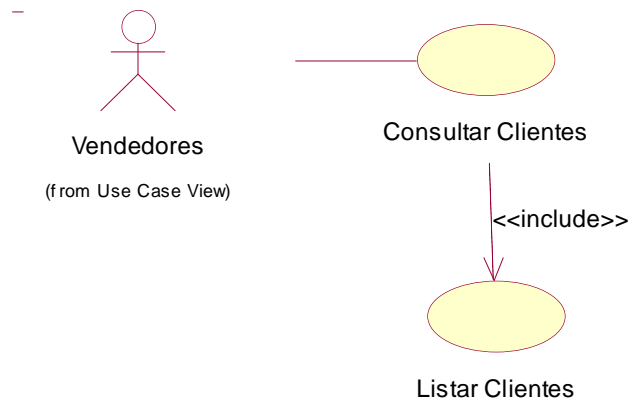 Vendedores
(from Use Case View)
Consultar Clientes
<<include>>
Listar Clientes